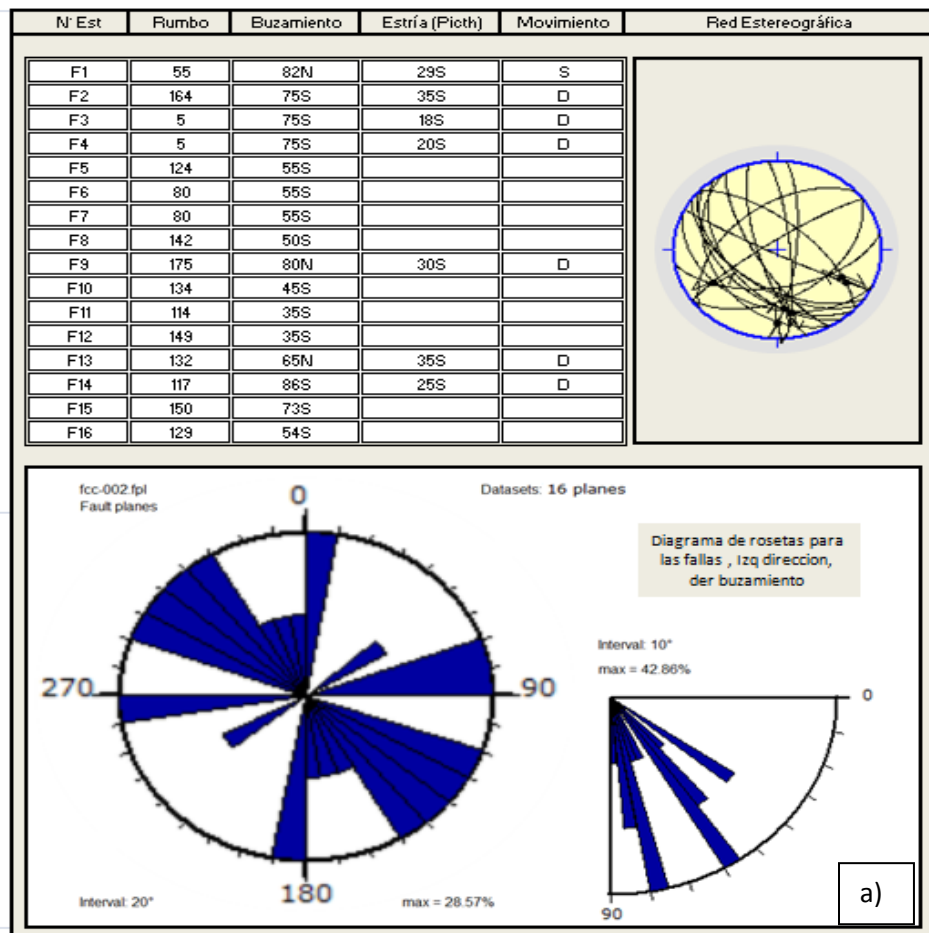 N° Est Rumbo Buzamiento Estría (Picth) Movimiento Red Estereográfica
F1 55 82N 29S S
F2 164 75S 35S D
F3 5 75S 18S D
F4 5 75S 20S D
F5 124 55S
F6 80 55S
F7 80 55S
F8 142 50S
F9 175 80N 30S D
F10 134 45S
F11 114 35S
F12 149 35S
F13 132 65N 35S D
F14 117 86S 25S D
F15 150 73S
F16 129 54S
fcc-002.fpl
Fault planes
Datasets: 16 planes
0
Diagrama de rosetas para
las fallas , Izq direccion,
der buzamiento
Interval: 10°
max = 42.86%
270
90
0
180
Interval: 20°
max = 28.57%
90
a)